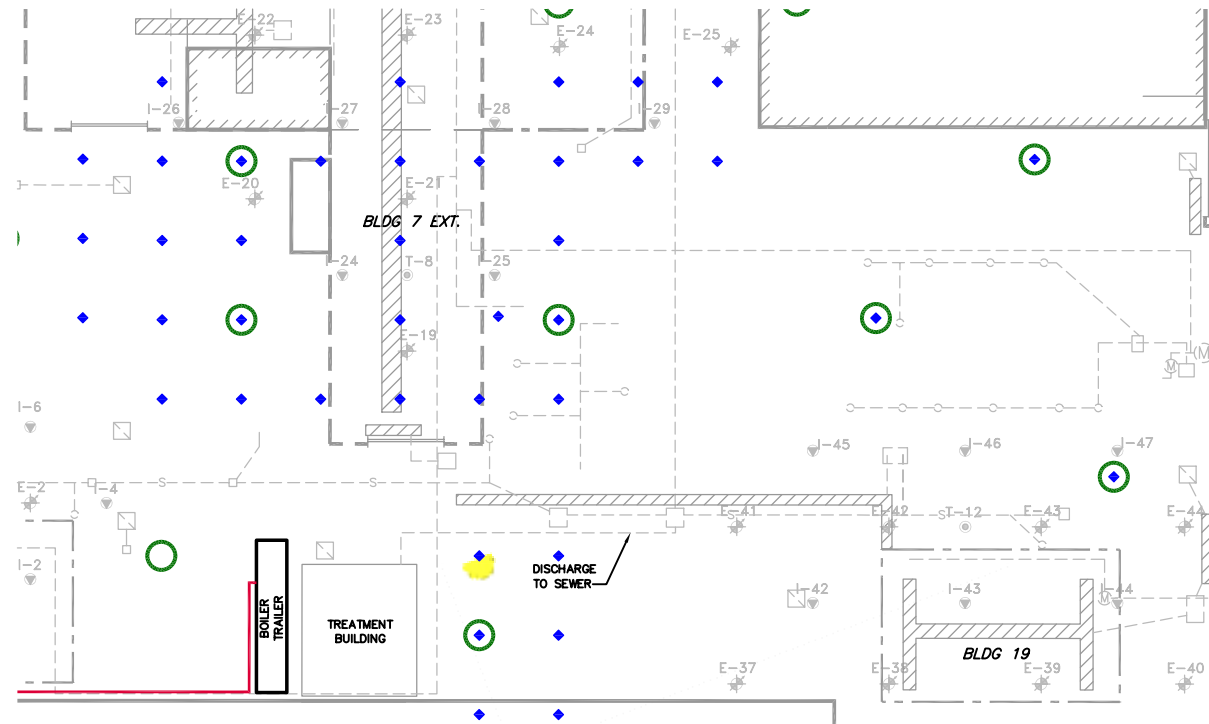 E-22
E-23
E-24
E-25
I-26
I-27
I-28
I-29
E-20
E-21
BLDG 7 EXT.
I-24
T-8
I-25
E-19
M
(M
I-6
I-45
I-46
I-47
E-2
I-4
S
S
E-41
S
E-42
S
T-12
E-43
E-44
I-2
BOILER
TRAILER
TREATMENT
BUILDING
DISCHARGE
TO SEWER
I-42
I-43
M
I-44
BLDG 19
E-37
E-38
E-39
E-40